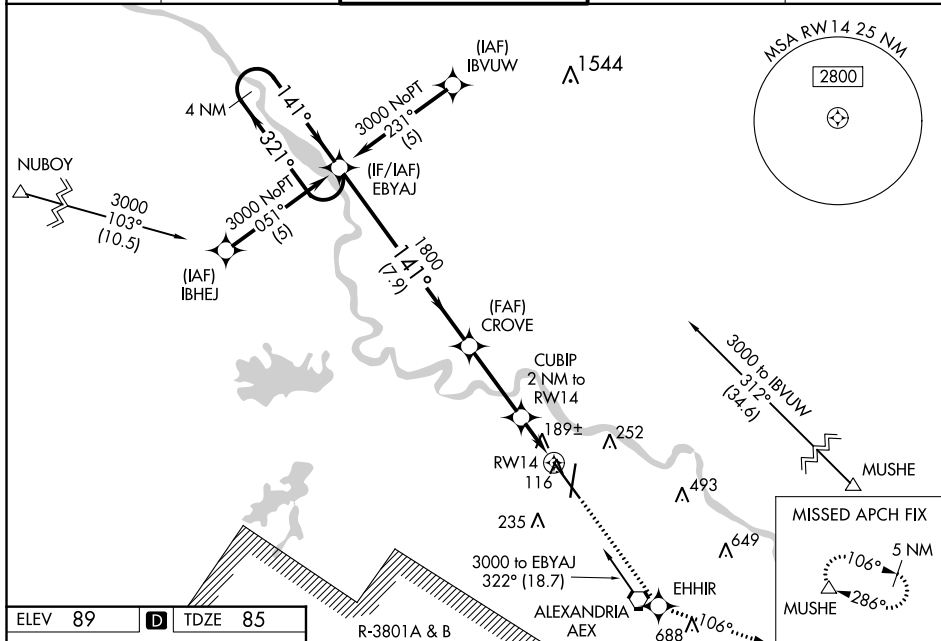 MSA RW14 25 NM
2800
(IAF)
IBVUW
1544
4 NM
141°
321°
3000 NoPT
231°
(5)
(IF/IAF)
EBYAJ
NUBOY
3000
103°
(10.5)
3000 NoPT
051°
(5)
(IAF)
IBHEJ
1800
141°
(7.9)
(FAF)
CROVE
CUBIP
2 NM to
RW14
3000 to IBVUW
312°
(34.6)
MUSHE
189±
252
RW14
116
493
235
649
MISSED APCH FIX
5 NM
106°
286°
MUSHE
3000 to EBYAJ
322° (18.7)
EHHIR
ALEXANDRIA
AEX
688
106°
R-3801A & B
ELEV 89 D TDZE 85